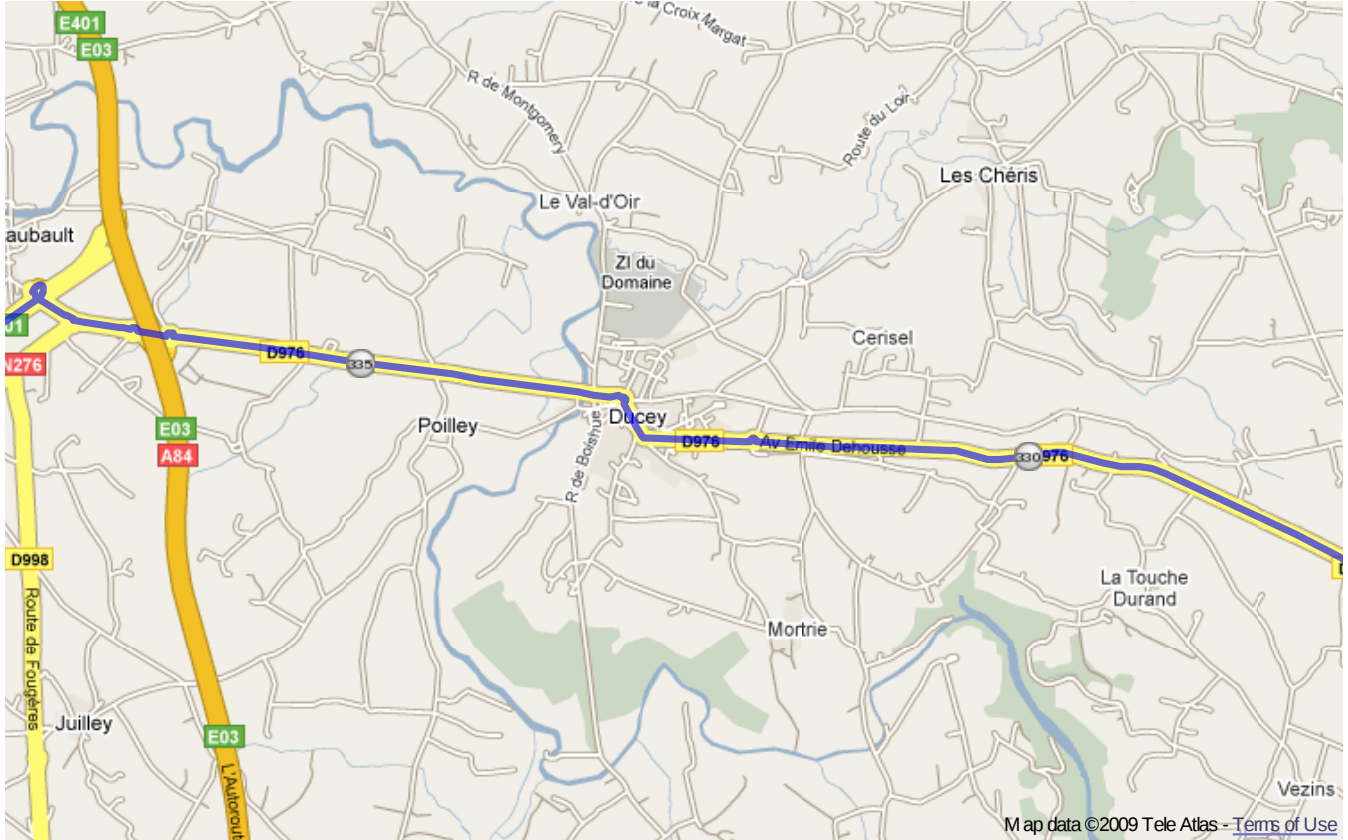 E401
E03
e la Croix Margat
R de Montgomery
Route du Loir
Les Chéris
Le Val-d'Oir
aubault
ZI du
Domaine
01
N276
D976
335
Cerisel
E03
A84
Poilley
Ducey
D976
Av Emile Dehousse
330
976
R de Boishue
D998
D
Route de Fougères
La Touche
Durand
Mortrie
Juilley
E03
L'Autorout
Vezins
Map data ©2009 Tele Atlas - Terms of Use